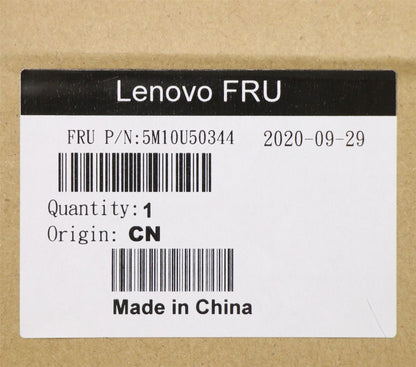 Lenovo FRU
FRU P/N:5M10U50344 2020-09-29
Quantity: 1
Origin: CN
Made in China